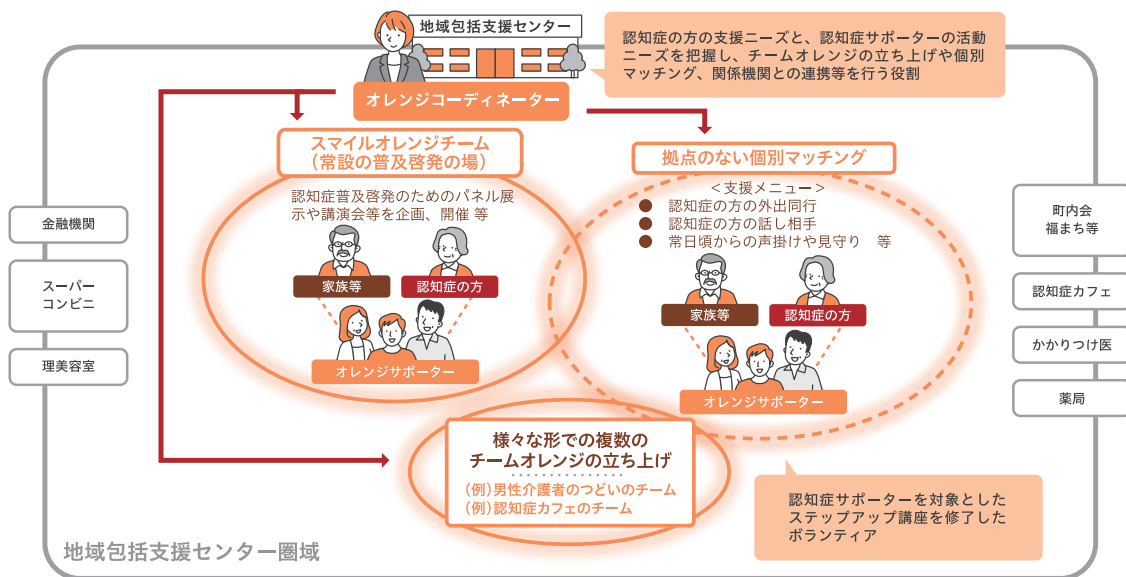 地域包括支援センター
認知症の方の支援ニーズと、認知症サポーターの活動
ニーズを把握し、チームオレンジの立ち上げや個別
マッチング、関係機関との連携等を行う役割
オレンジコーディネーター
スマイルオレンジチーム
（常設の普及啓発の場）
認知症普及啓発のためのパネル展
示や講演会等を企画、開催 等
家族等
認知症の方
オレンジサポーター
拠点のない個別マッチング
＜支援メニュー＞
● 認知症の方の外出同行
● 認知症の方の話し相手
● 常日頃からの声掛けや見守り 等
家族等
認知症の方
オレンジサポーター
金融機関
スーパー
コンビニ
理美容室
町内会
福まち等
認知症カフェ
かかりつけ医
薬局
様々な形での複数の
チームオレンジの立ち上げ
（例）男性介護者のつどいのチーム
（例）認知症カフェのチーム
認知症サポーターを対象とした
ステップアップ講座を修了した
ボランティア
地域包括支援センター圏域